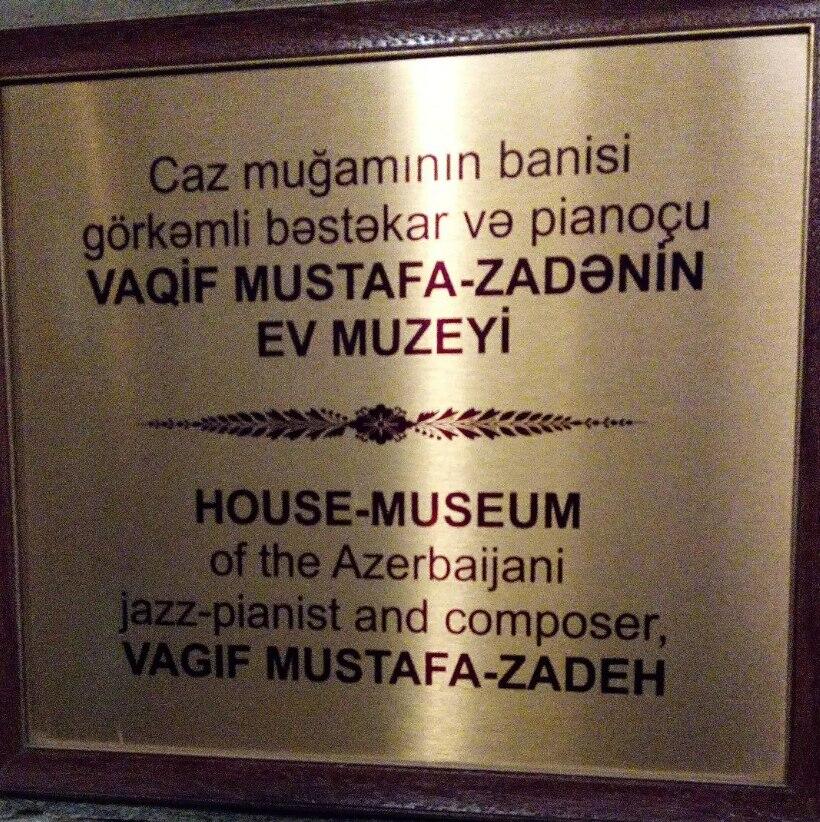 Caz muğamının banisi
görkəmli bəstəkar və pianoçu
VAQİF MUSTAFA-ZADƏNİN
EV MUZEYİ
HOUSE-MUSEUM
of the Azerbaijani
jazz-pianist and composer,
VAGIF MUSTAFA-ZADEH